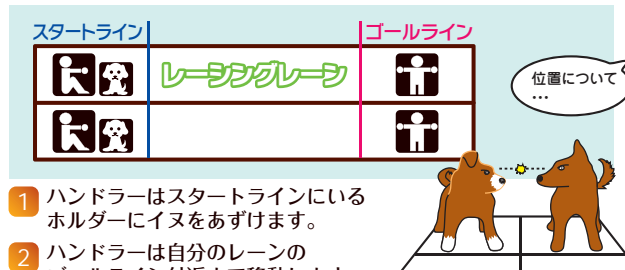 スタートライン
ゴールライン
レーシングレーン
位置について
…
1 ハンドラーはスタートラインにいる
ホルダーにイヌをあずけます。
2 ハンドラーは自分のレーンの